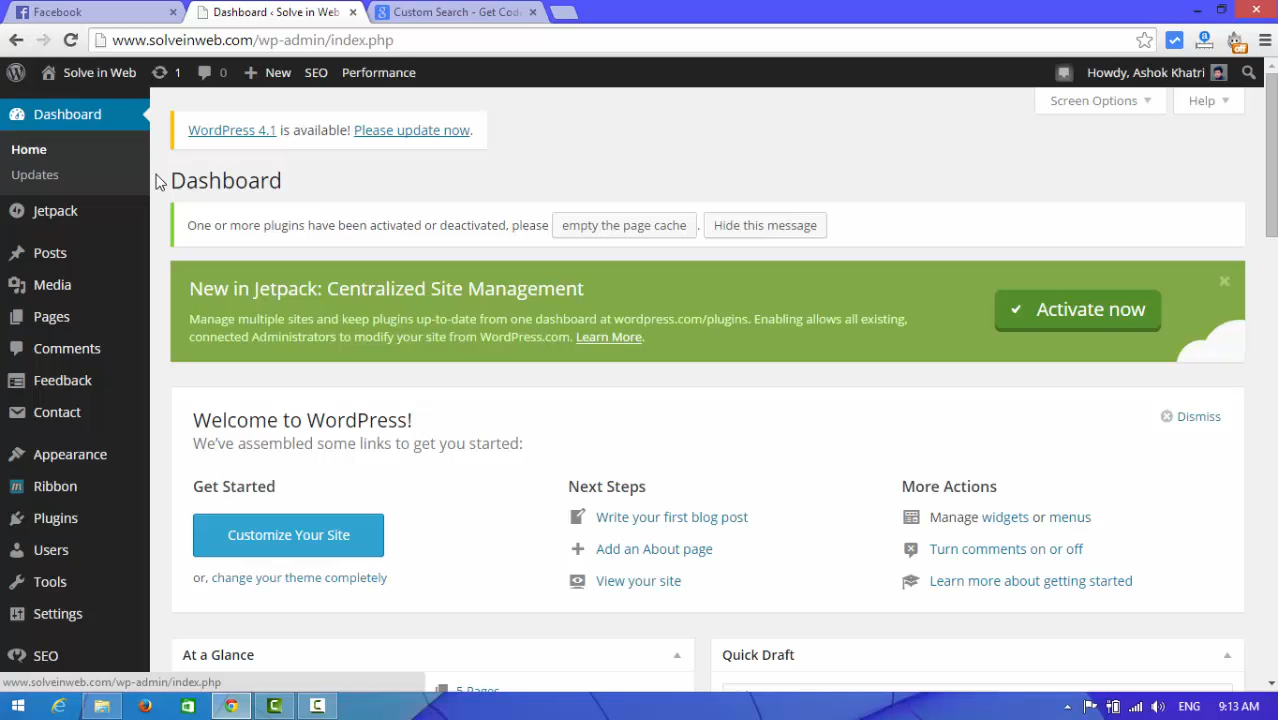 Facebook
Dashboard ‹ Solve in Web
Custom Search - Get Code
www.solveinweb.com/wp-admin/index.php
off
Solve in Web
1
0
New
SEO
Performance
Howdy, Ashok Khatri
Dashboard
Home
Updates
Jetpack
Posts
Media
Pages
Comments
Feedback
Contact
Appearance
Ribbon
Plugins
Users
Tools
Settings
SEO
Screen Options
Help
WordPress 4.1 is available! Please update now.
Dashboard
One or more plugins have been activated or deactivated, please empty the page cache . Hide this message
New in Jetpack: Centralized Site Management
Manage multiple sites and keep plugins up-to-date from one dashboard at wordpress.com/plugins. Enabling allows all existing,
connected Administrators to modify your site from WordPress.com. Learn More.
Activate now
Welcome to WordPress!
Dismiss
We've assembled some links to get you started:
Get Started
Customize Your Site
or, change your theme completely
Next Steps
Write your first blog post
Add an About page
View your site
More Actions
Manage widgets or menus
Turn comments on or off
Learn more about getting started
At a Glance
5 Pages
Quick Draft
www.solveinweb.com/wp-admin/index.php
ENG
9:13 AM